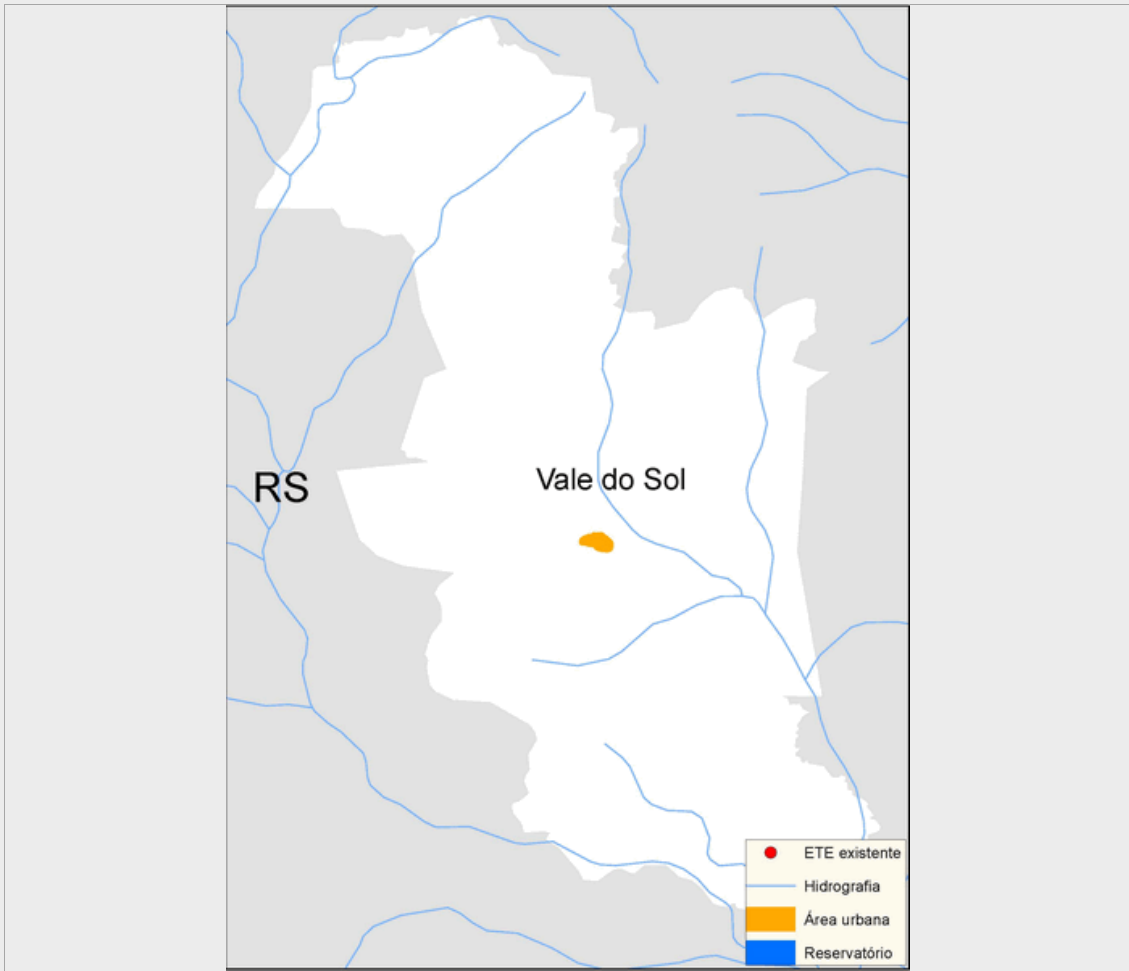 Vale do Sol
RS
ETE existente
Hidrografia
Área urbana
Reservatório